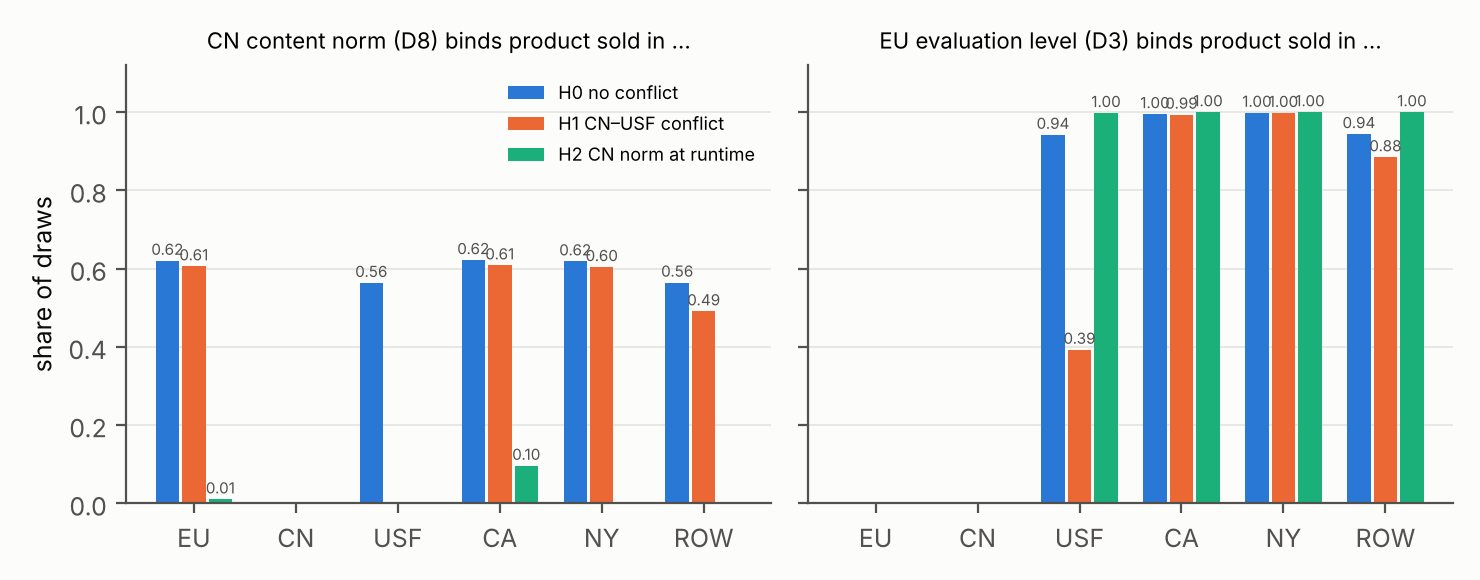 CN content norm (D8) binds product sold in ...
EU evaluation level (D3) binds product sold in ...
H0 no conflict
H1 CN–USF conflict
H2 CN norm at runtime
share of draws
1.0
0.8
0.6
0.4
0.2
0.0
0.62 0.61 0.01
0.56
0.62 0.61 0.10
0.62 0.60
0.56 0.49
EU CN USF CA NY ROW
0.94 0.39 1.00
1.00 0.99 1.00
1.00 1.00 1.00
0.94 0.88 1.00
EU CN USF CA NY ROW